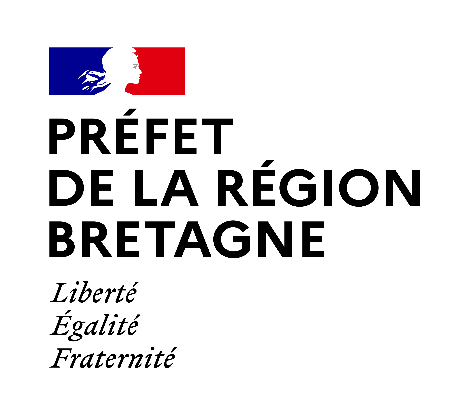 PRÉFET
DE LA RÉGION
BRETAGNE
Liberté
Égalité
Fraternité